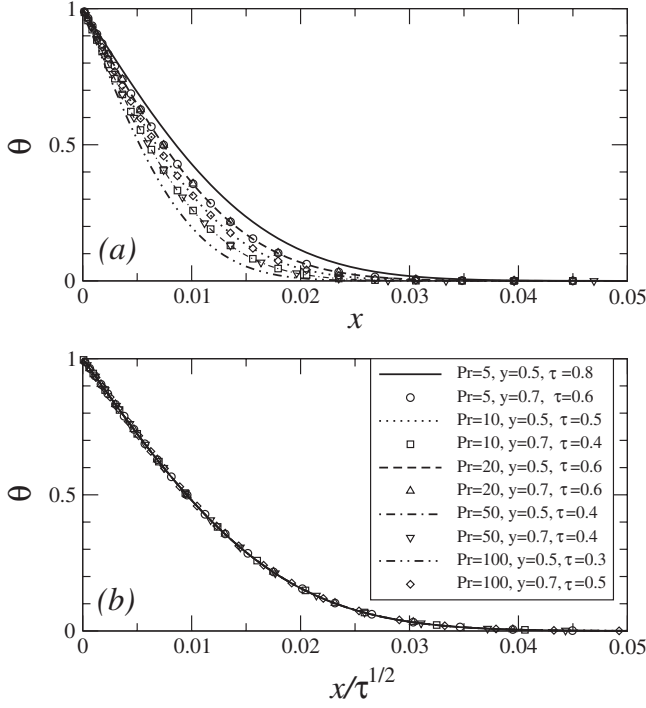 1
θ
0.5
(a)
0
0 0.01 0.02 0.03 0.04 0.05
x
1
θ
0.5
(b)
0
Pr=5, y=0.5, τ=0.8
Pr=5, y=0.7, τ=0.6
Pr=10, y=0.5, τ=0.5
Pr=10, y=0.7, τ=0.4
Pr=20, y=0.5, τ=0.6
Pr=20, y=0.7, τ=0.6
Pr=50, y=0.5, τ=0.4
Pr=50, y=0.7, τ=0.4
Pr=100, y=0.5, τ=0.3
Pr=100, y=0.7, τ=0.5
0 0.01 0.02 0.03 0.04 0.05
x/τ^1/2